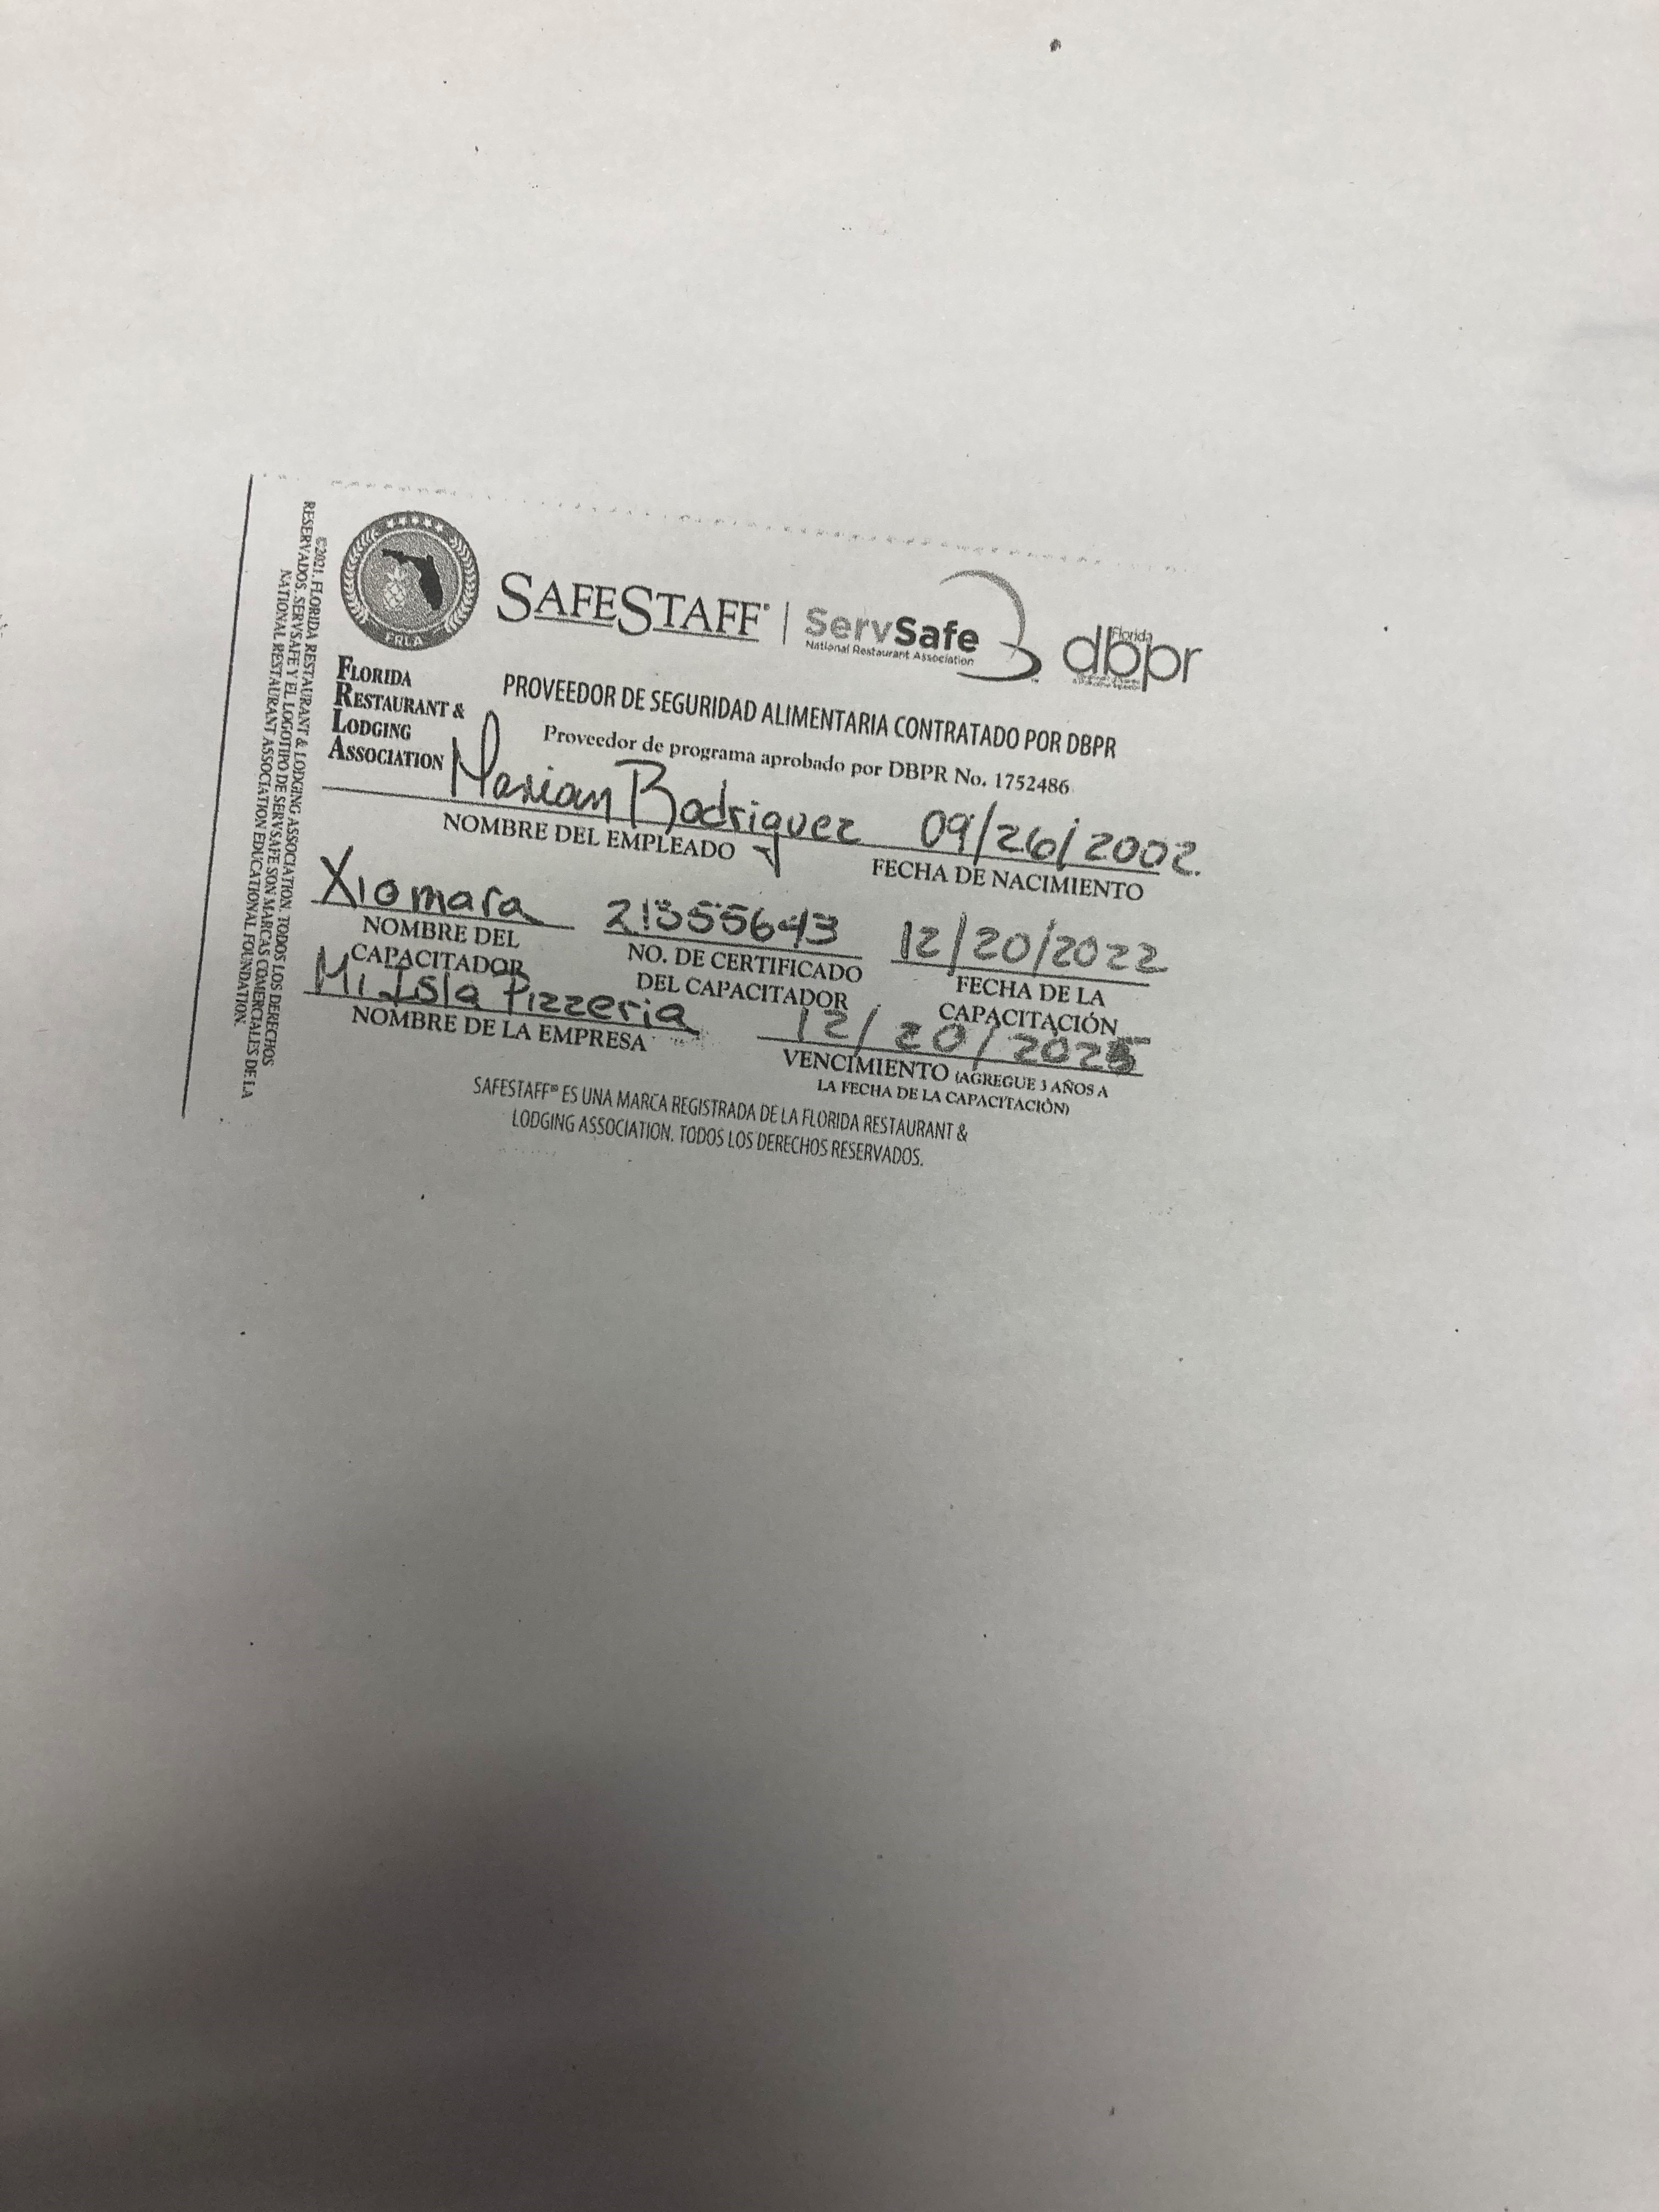 FRLA
SAFESTAFF® | ServSafe
National Restaurant Association
Florida
dbpr
FLORIDA
RESTAURANT &
LODGING
ASSOCIATION
PROVEEDOR DE SEGURIDAD ALIMENTARIA CONTRATADO POR DBPR
Proveedor de programa aprobado por DBPR No. 1752486
Marian Rodriguez 09/26/2002.
NOMBRE DEL EMPLEADO FECHA DE NACIMIENTO
Xiomara 21355643 12/20/2022
NOMBRE DEL
CAPACITADOR
NO. DE CERTIFICADO
DEL CAPACITADOR
FECHA DE LA
CAPACITACIÓN
Mi Isla Pizzeria 12/20/2025
NOMBRE DE LA EMPRESA
VENCIMIENTO (AGREGUE 3 AÑOS A
LA FECHA DE LA CAPACITACIÓN)
SAFESTAFF® ES UNA MARCA REGISTRADA DE LA FLORIDA RESTAURANT &
LODGING ASSOCIATION. TODOS LOS DERECHOS RESERVADOS.
©2021. FLORIDA RESTAURANT & LODGING ASSOCIATION. TODOS LOS DERECHOS
RESERVADOS. SERVSAFE Y EL LOGOTIPO DE SERVSAFE SON MARCAS COMERCIALES DE LA
NATIONAL RESTAURANT ASSOCIATION EDUCATIONAL FOUNDATION.